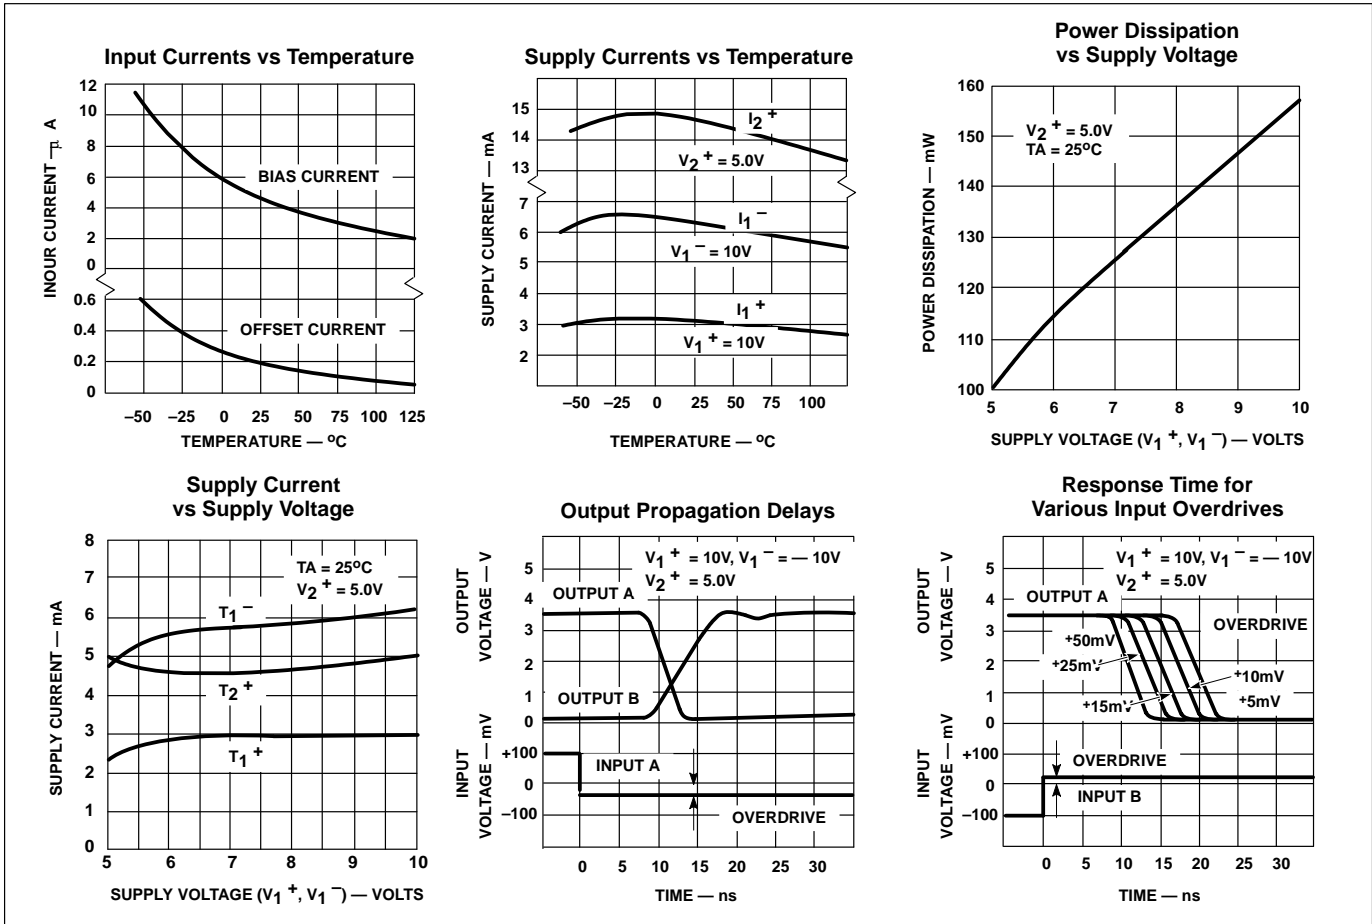 Input Currents vs Temperature
12
10
8
6
4
2
0
0.6
0.4
0.2
0
INOUR CURRENT —μ A
BIAS CURRENT
OFFSET CURRENT
–50 –25 0 25 50 75 100 125
TEMPERATURE — °C
Supply Currents vs Temperature
15
14
13
7
6
5
4
3
2
SUPPLY CURRENT — mA
I2 +
V2 + = 5.0V
I1 –
V1 – = 10V
I1 +
V1 + = 10V
–50 –25 0 25 50 75 100
TEMPERATURE — °C
Power Dissipation
vs Supply Voltage
160
150
140
130
120
110
100
POWER DISSIPATION — mW
V2 + = 5.0V
TA = 25°C
5 6 7 8 9 10
SUPPLY VOLTAGE (V1 +, V1 –) — VOLTS
Supply Current
vs Supply Voltage
8
7
6
5
4
3
2
1
0
SUPPLY CURRENT — mA
TA = 25°C
V2 + = 5.0V
T1 –
T2 +
T1 +
5 6 7 8 9 10
SUPPLY VOLTAGE (V1 +, V1 –) — VOLTS
Output Propagation Delays
OUTPUT
VOLTAGE — V
V1 + = 10V, V1 – = — 10V
V2 + = 5.0V
5
4
3
2
1
0
OUTPUT A
OUTPUT B
INPUT
VOLTAGE — mV
+100
0
–100
INPUT A
OVERDRIVE
0 5 10 15 20 25 30
TIME — ns
Response Time for
Various Input Overdrives
OUTPUT
VOLTAGE — V
V1 + = 10V, V1 – = — 10V
V2 + = 5.0V
5
4
3
2
1
0
OUTPUT A
OVERDRIVE
+50mV
+25mV
+15mV
+10mV
+5mV
INPUT
VOLTAGE — mV
+100
0
–100
OVERDRIVE
INPUT B
0 5 10 15 20 25 30
TIME — ns